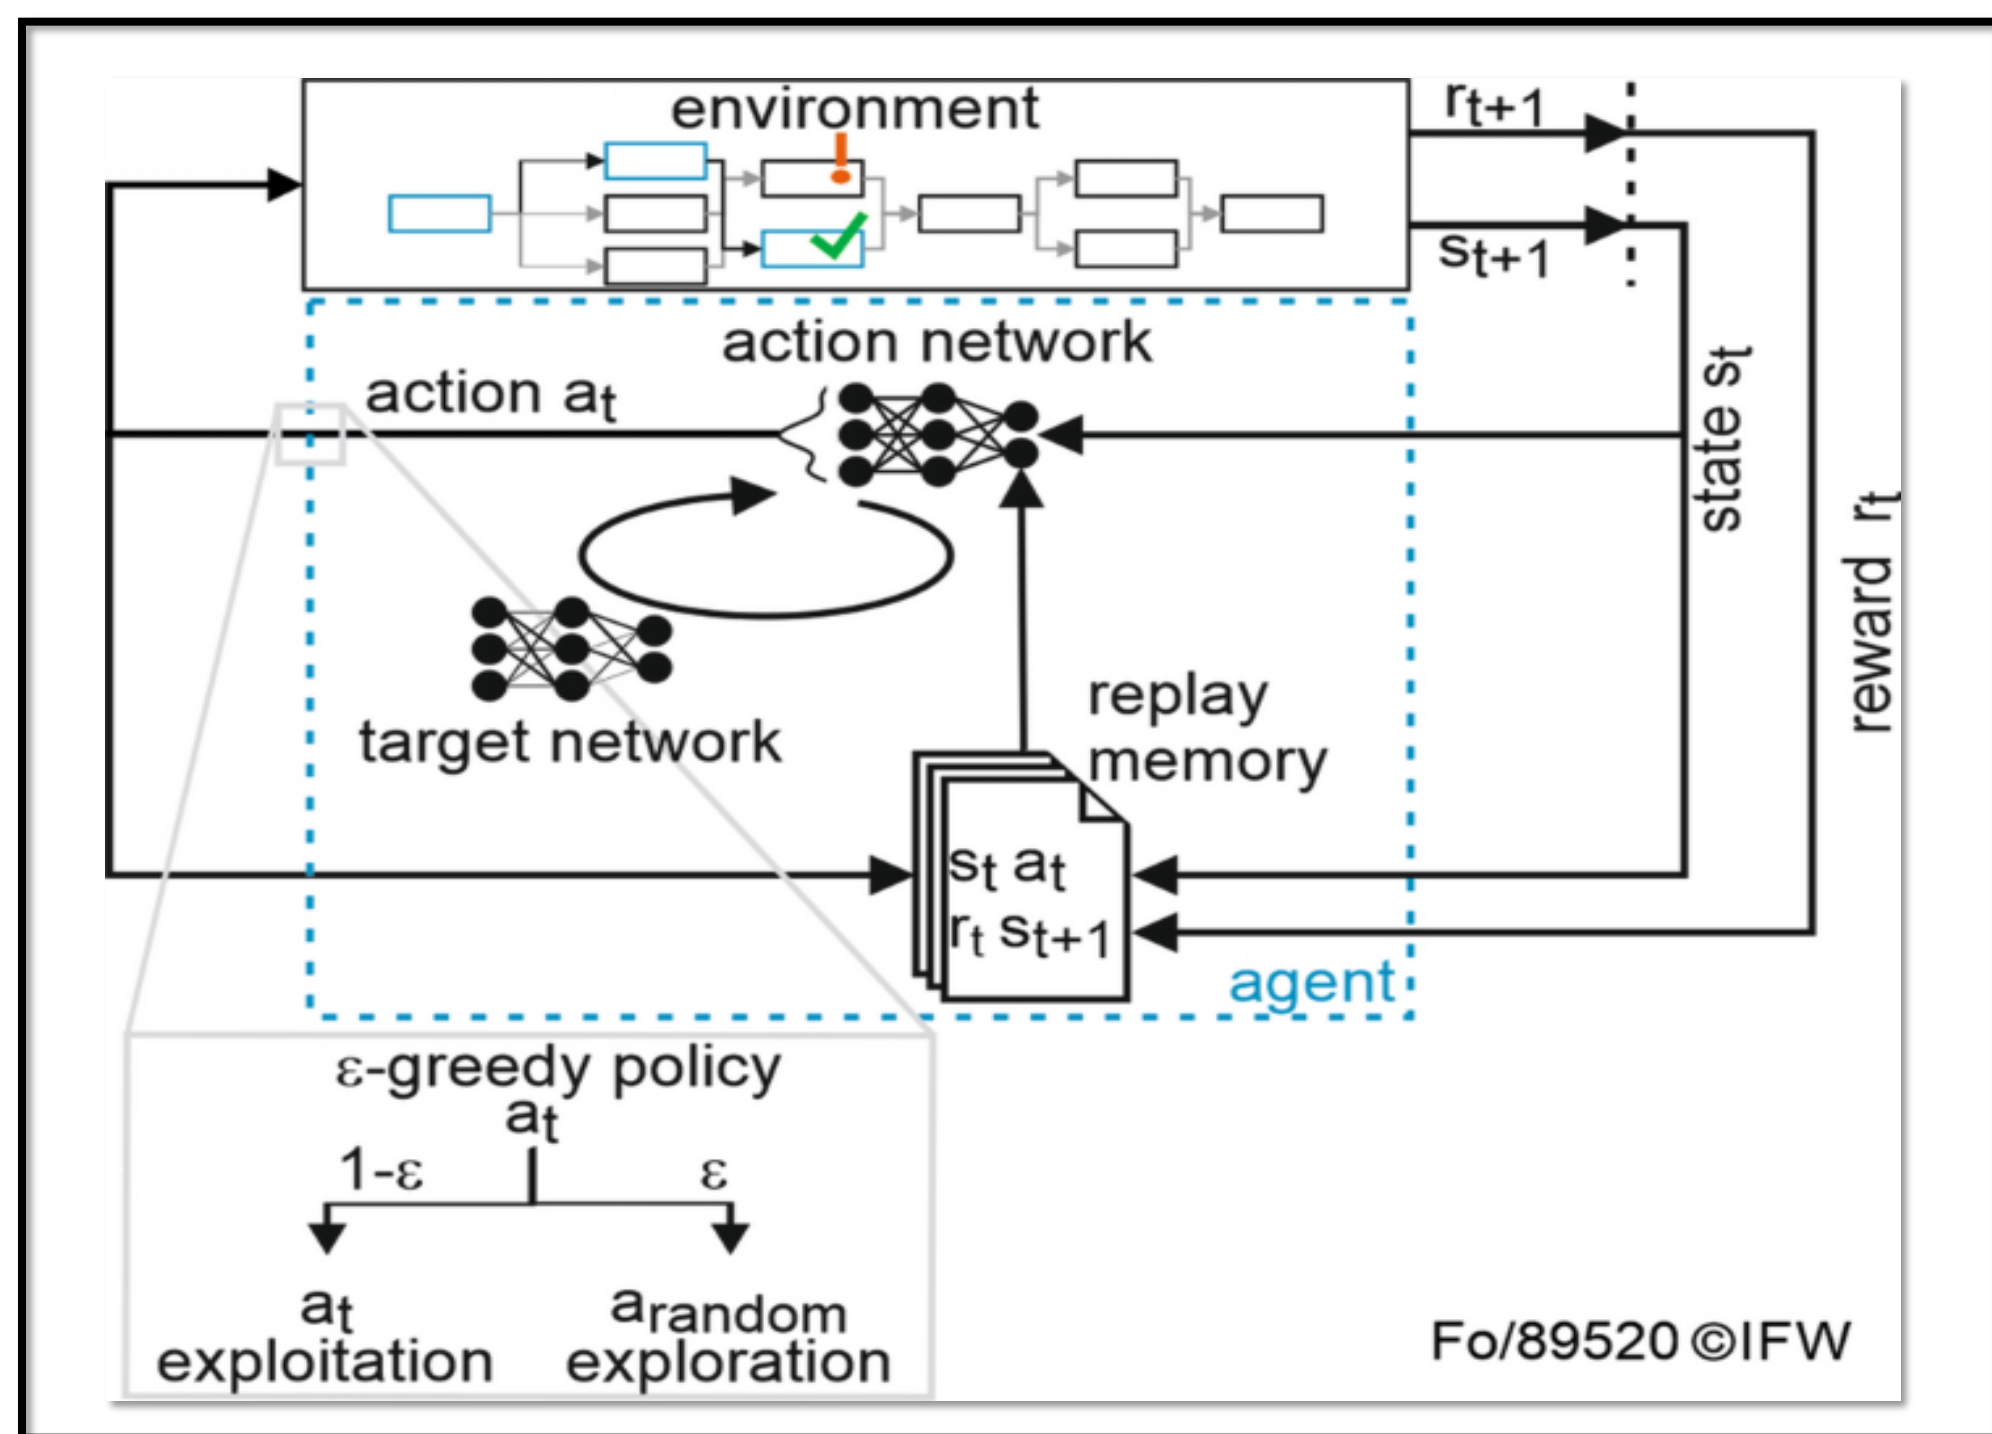 environment
rt+1
st+1
action network
action at
state st
reward rt
target network
replay
memory
st at
rt st+1
agent
ε-greedy policy
at
1-ε
ε
at
arandom
exploitation
exploration
Fo/89520 ©IFW